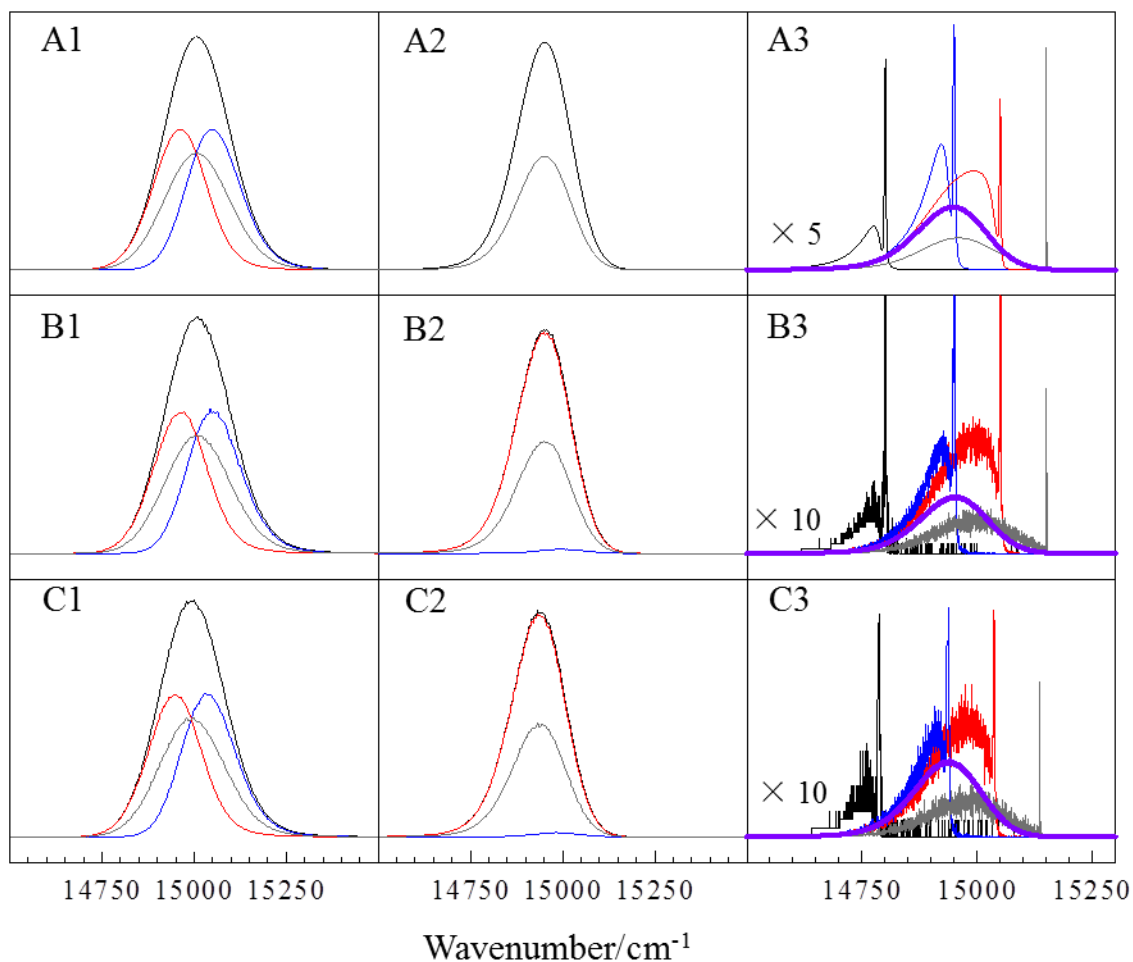 A1 A2 A3
× 5
B1 B2 B3
× 10
C1 C2 C3
× 10
14750 15000 15250 14750 15000 15250 14750 15000 15250
Wavenumber/cm⁻¹